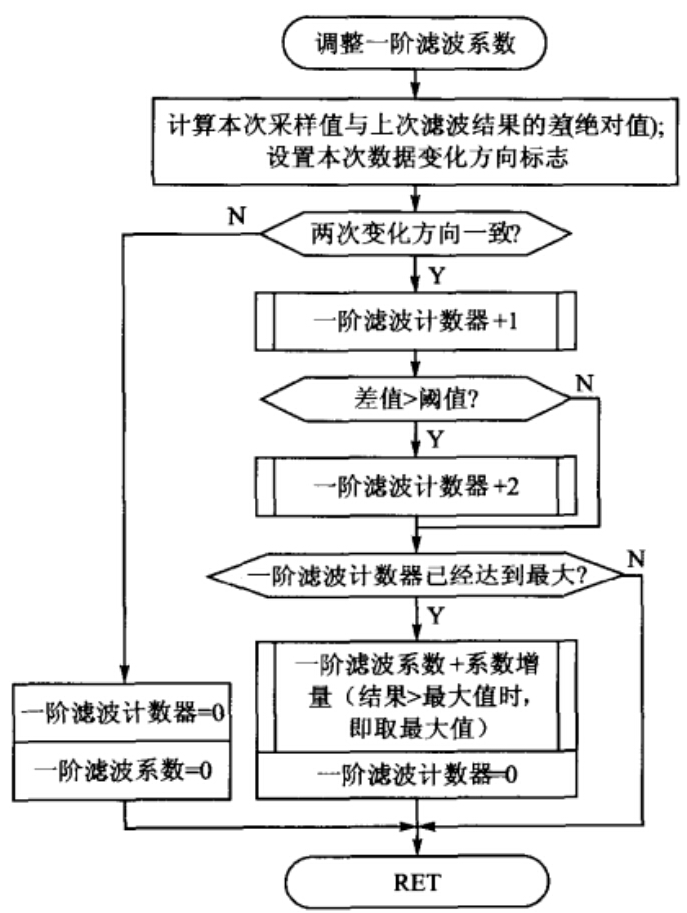 调整一阶滤波系数
计算本次采样值与上次滤波结果的差(绝对值);
设置本次数据变化方向标志
N
两次变化方向一致?
Y
一阶滤波计数器+1
差值>阈值?
N
Y
一阶滤波计数器+2
一阶滤波计数器已经达到最大?
N
Y
一阶滤波系数+系数增
量（结果>最大值时，
即取最大值）
一阶滤波计数器=0
一阶滤波计数器=0
一阶滤波系数=0
RET